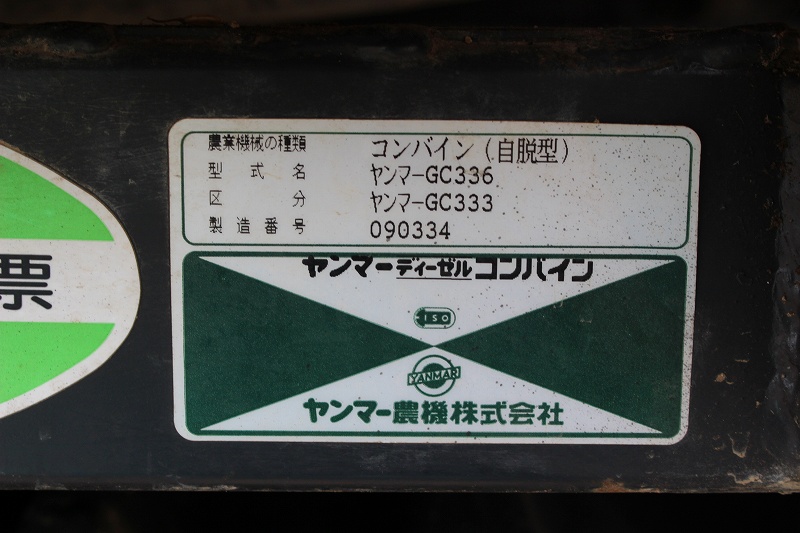 農業機械の種類 コンバイン(自脱型)
型式名 ヤンマーGC336
区分 ヤンマーGC333
製造番号 090334
ヤンマーディーゼルコンバイン
ISO
YANMAR
ヤンマー農機株式会社
票